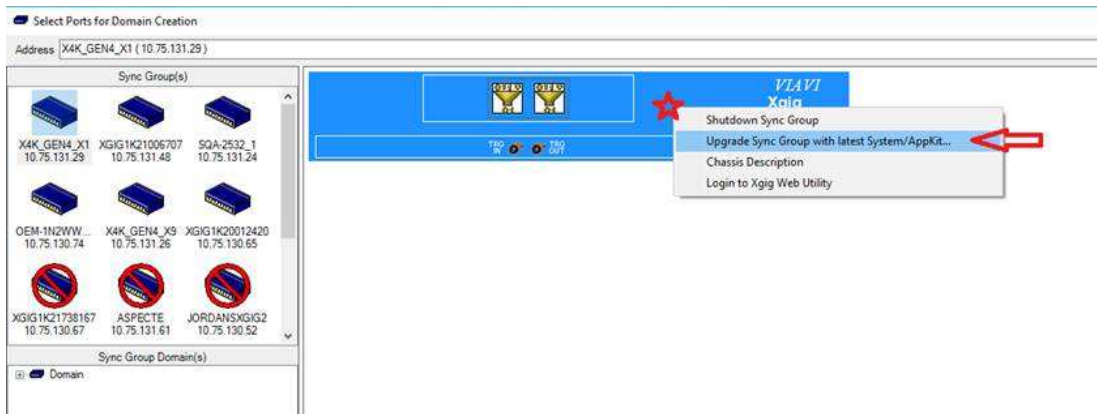 Select Ports for Domain Creation
Address X4K_GEN4_X1 ( 10.75.131.29 )
Sync Group(s)
X4K_GEN4_X1 XGIG1K21006707 SQA-2532_1
10.75.131.29 10.75.131.48 10.75.131.24
OEM-1N2WW... X4K_GEN4_X9 XGIG1K20012420
10.75.130.74 10.75.131.26 10.75.130.65
XGIG1K21738167 ASPECTE JORDANSXGIG2
10.75.130.67 10.75.131.61 10.75.130.52
Sync Group Domain(s)
Domain
VIAVI
Xgig
TRG IN TRG OUT
Shutdown Sync Group
Upgrade Sync Group with latest System/AppKit...
Chassis Description
Login to Xgig Web Utility